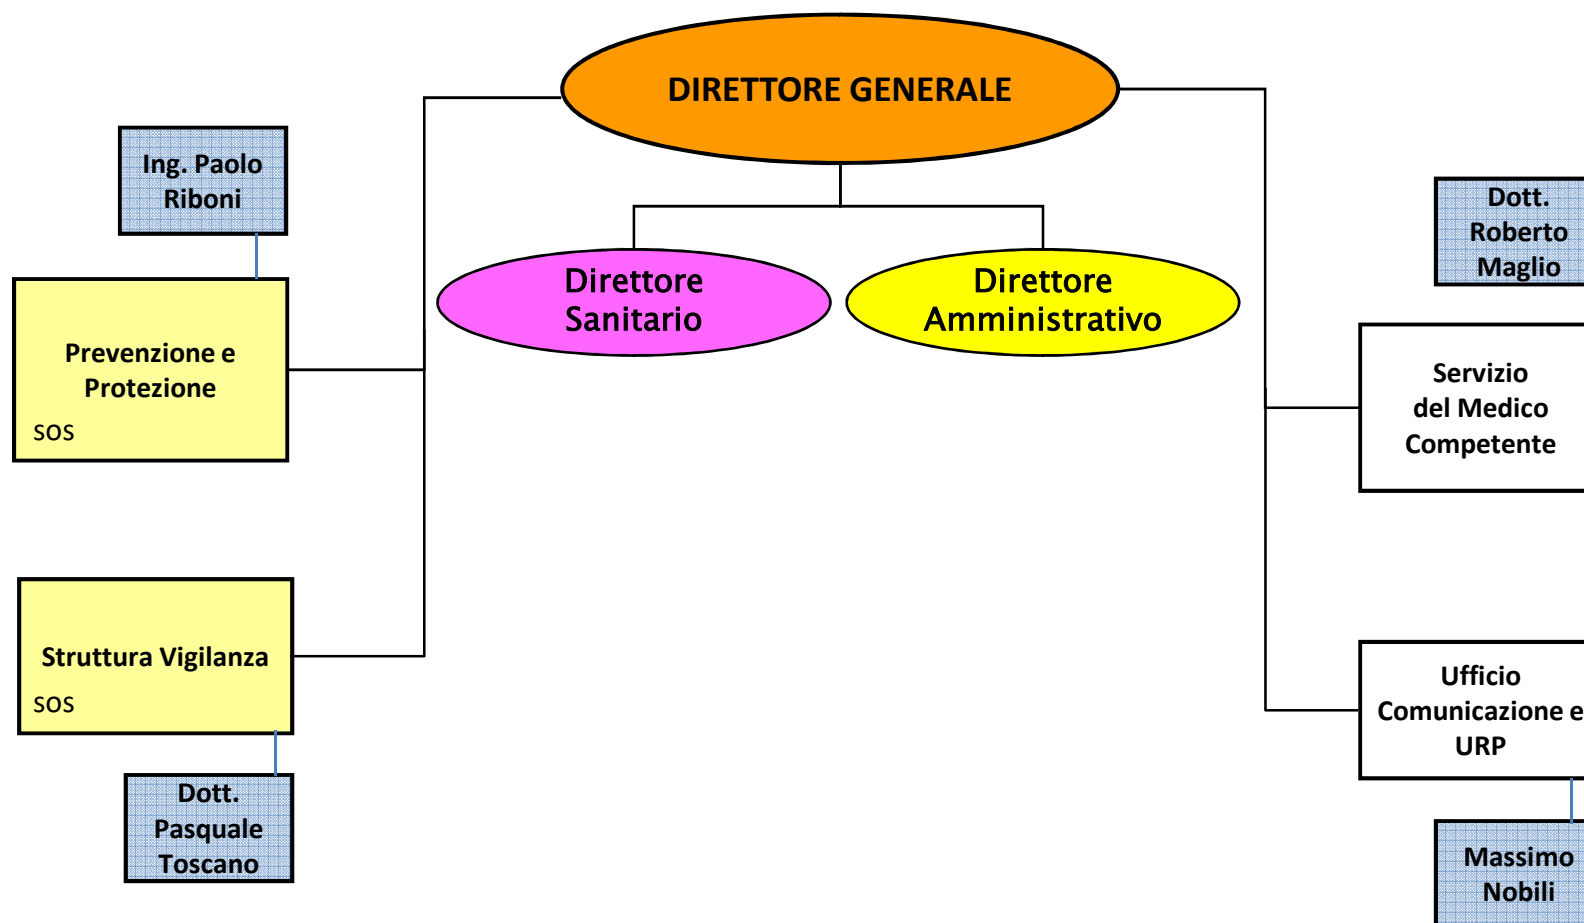 DIRETTORE GENERALE
Ing. Paolo
Riboni
Dott.
Roberto
Maglio
Direttore
Sanitario
Direttore
Amministrativo
Prevenzione e
Protezione
SOS
Servizio
del Medico
Competente
Struttura Vigilanza
SOS
Ufficio
Comunicazione e
URP
Dott.
Pasquale
Toscano
Massimo
Nobili